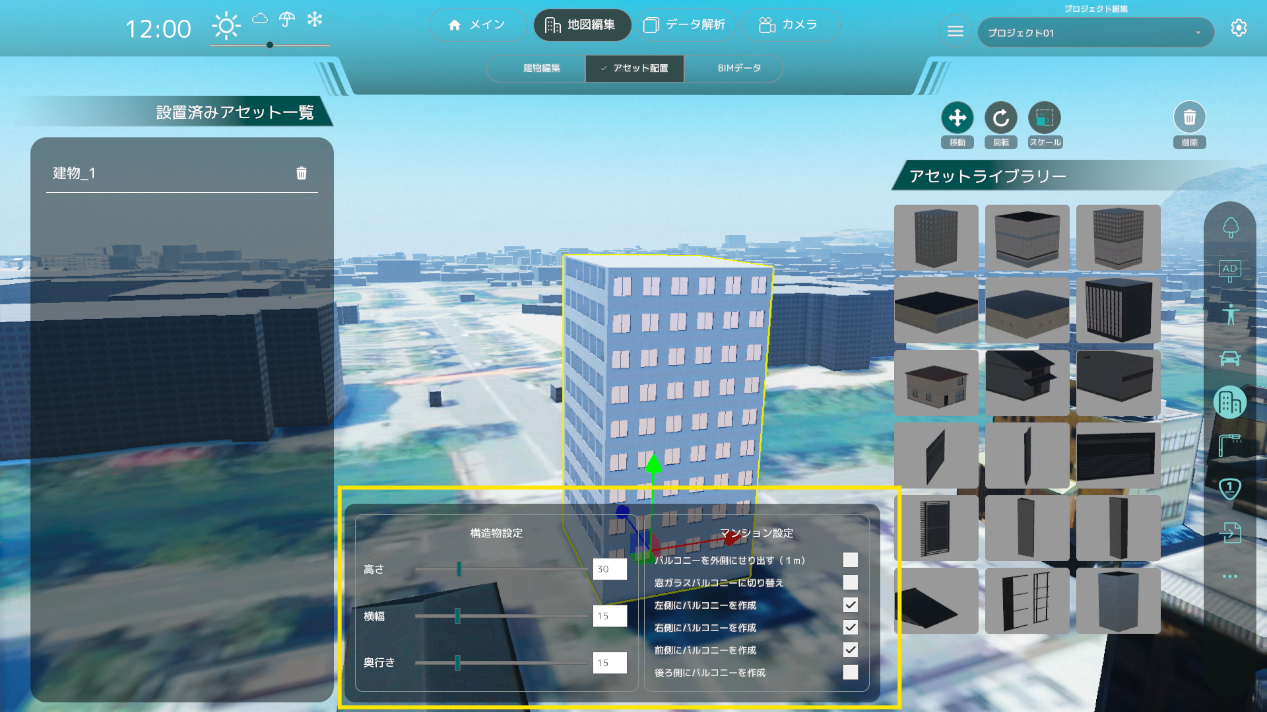 12:00
メイン
地図編集
データ解析
カメラ
プロジェクト編集
プロジェクト01
建物編集
アセット配置
BIMデータ
設置済みアセット一覧
建物_1
移動
回転
スケール
削除
アセットライブラリー
AD
1
構造物設定
高さ
30
横幅
15
奥行き
15
マンション設定
バルコニーを外側にせり出す（1m）
窓ガラスバルコニーに切り替え
左側にバルコニーを作成
右側にバルコニーを作成
前側にバルコニーを作成
後ろ側にバルコニーを作成